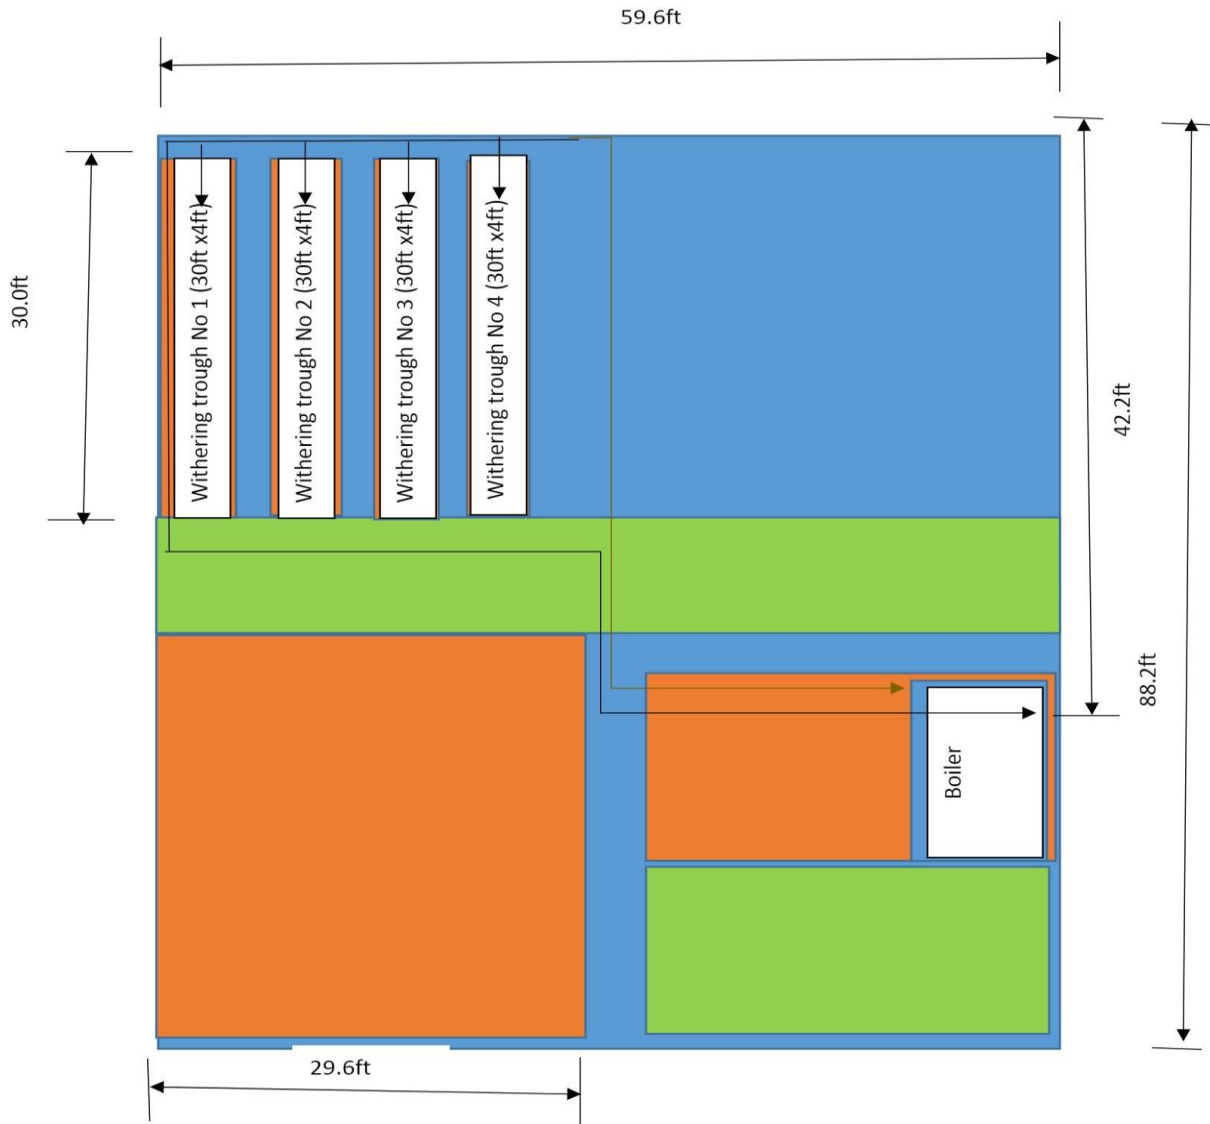 59.6ft
30.0ft
Withering trough No 1 (30ft x4ft)
Withering trough No 2 (30ft x4ft)
Withering trough No 3 (30ft x4ft)
Withering trough No 4 (30ft x4ft)
42.2ft
88.2ft
Boiler
29.6ft